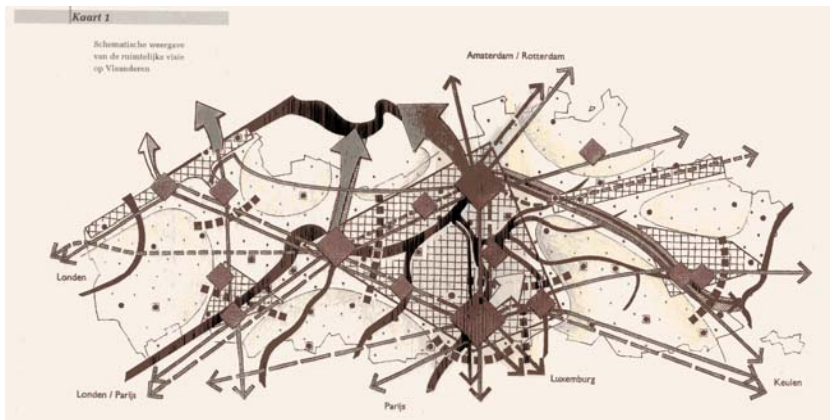 Kaart 1
Schematische weergave
van de ruimtelijke visie
op Vlaanderen
Amsterdam / Rotterdam
Londen
Londen / Parijs
Parijs
Luxemburg
Keulen